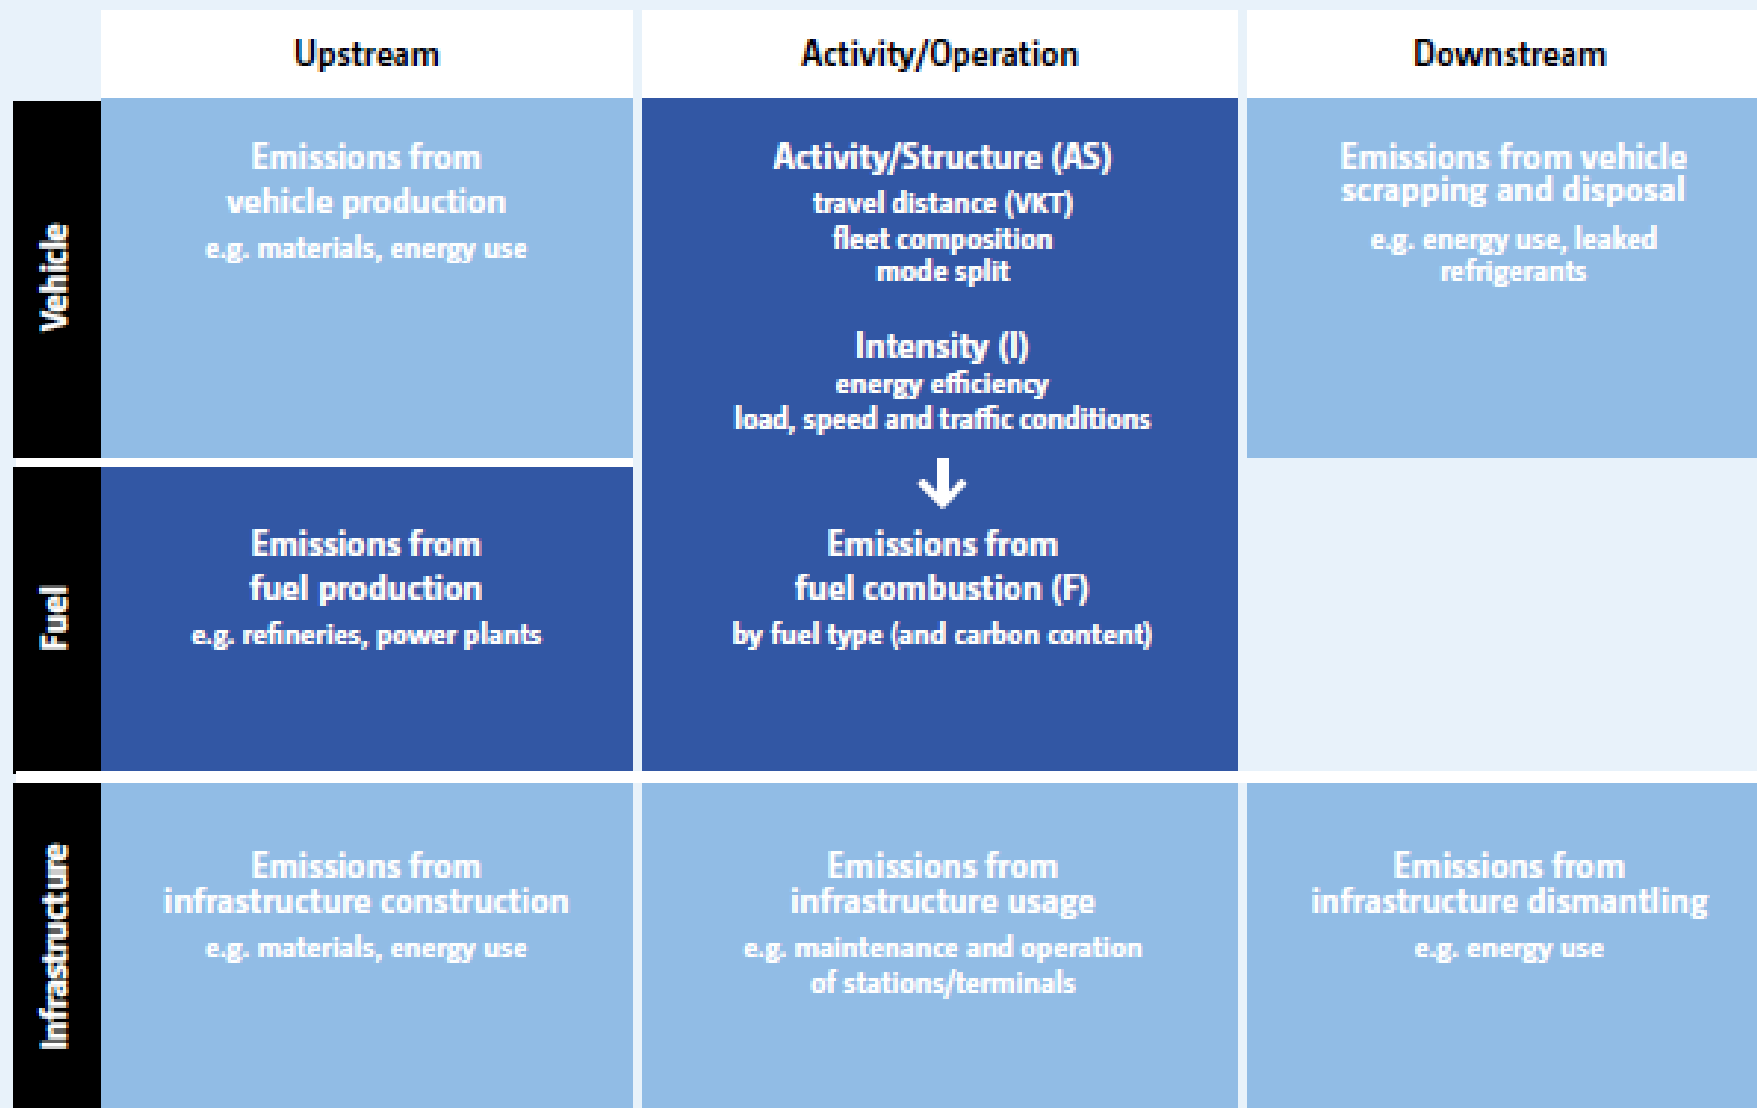 Upstream
Activity/Operation
Downstream
Vehicle
Emissions from
vehicle production
e.g. materials, energy use
Activity/Structure (AS)
travel distance (VKT)
fleet composition
mode split
Intensity (I)
energy efficiency
load, speed and traffic conditions
Emissions from vehicle
scrapping and disposal
e.g. energy use, leaked
refrigerants
Fuel
Emissions from
fuel production
e.g. refineries, power plants
Emissions from
fuel combustion (F)
by fuel type (and carbon content)
Infrastructure
Emissions from
infrastructure construction
e.g. materials, energy use
Emissions from
infrastructure usage
e.g. maintenance and operation
of stations/terminals
Emissions from
infrastructure dismantling
e.g. energy use